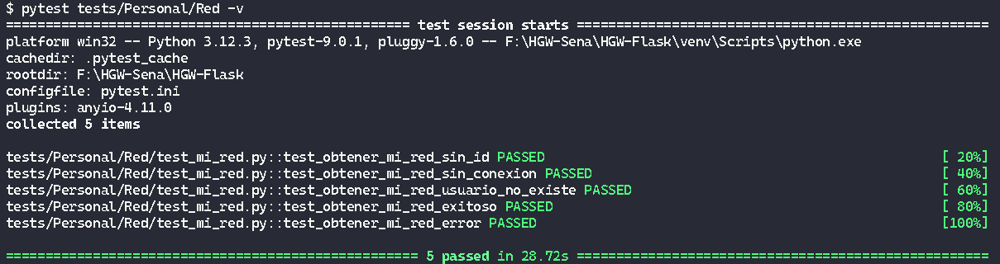 $ pytest tests/Personal/Red -v
=================================================== test session starts ====================================================
platform win32 -- Python 3.12.3, pytest-9.0.1, pluggy-1.6.0 -- F:\HGW-Sena\HGW-Flask\venv\Scripts\python.exe
cachedir: .pytest_cache
rootdir: F:\HGW-Sena\HGW-Flask
configfile: pytest.ini
plugins: anyio-4.11.0
collected 5 items
tests/Personal/Red/test_mi_red.py::test_obtener_mi_red_sin_id PASSED [ 20%]
tests/Personal/Red/test_mi_red.py::test_obtener_mi_red_sin_conexion PASSED [ 40%]
tests/Personal/Red/test_mi_red.py::test_obtener_mi_red_usuario_no_existe PASSED [ 60%]
tests/Personal/Red/test_mi_red.py::test_obtener_mi_red_exitoso PASSED [ 80%]
tests/Personal/Red/test_mi_red.py::test_obtener_mi_red_error PASSED [100%]
==================================================== 5 passed in 28.72s ====================================================